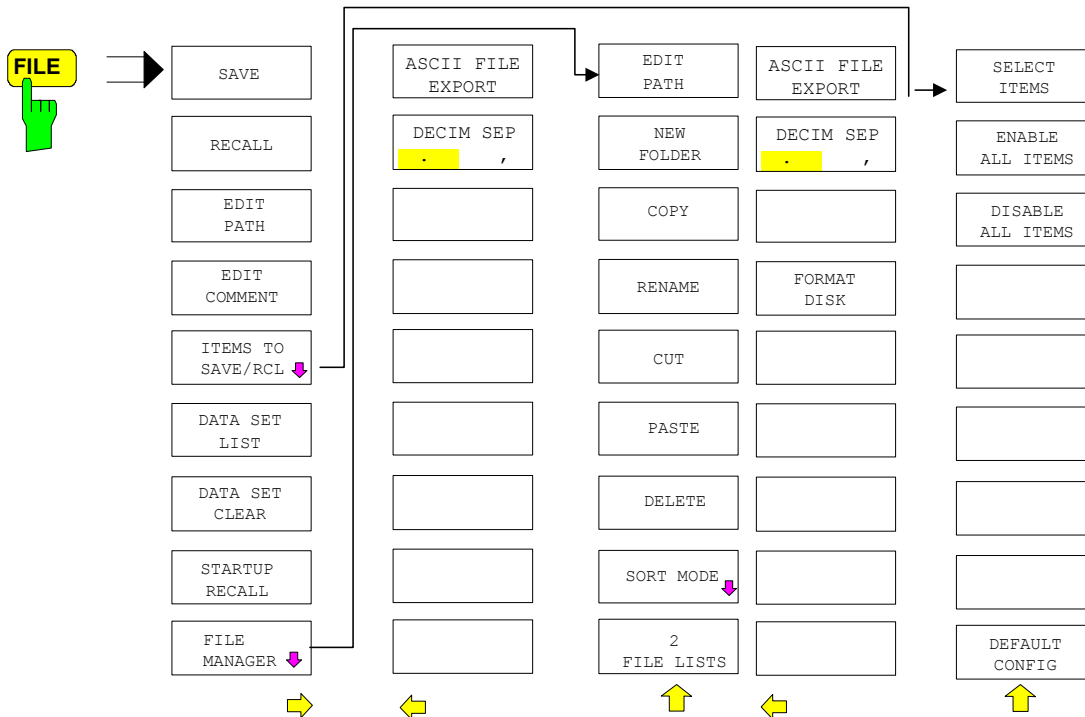 FILE
SAVE
RECALL
EDIT
PATH
EDIT
COMMENT
ITEMS TO
SAVE/RCL
DATA SET
LIST
DATA SET
CLEAR
STARTUP
RECALL
FILE
MANAGER
ASCII FILE
EXPORT
DECIM SEP
. ,
EDIT
PATH
NEW
FOLDER
COPY
RENAME
CUT
PASTE
DELETE
SORT MODE
2
FILE LISTS
ASCII FILE
EXPORT
DECIM SEP
. ,
FORMAT
DISK
SELECT
ITEMS
ENABLE
ALL ITEMS
DISABLE
ALL ITEMS
DEFAULT
CONFIG